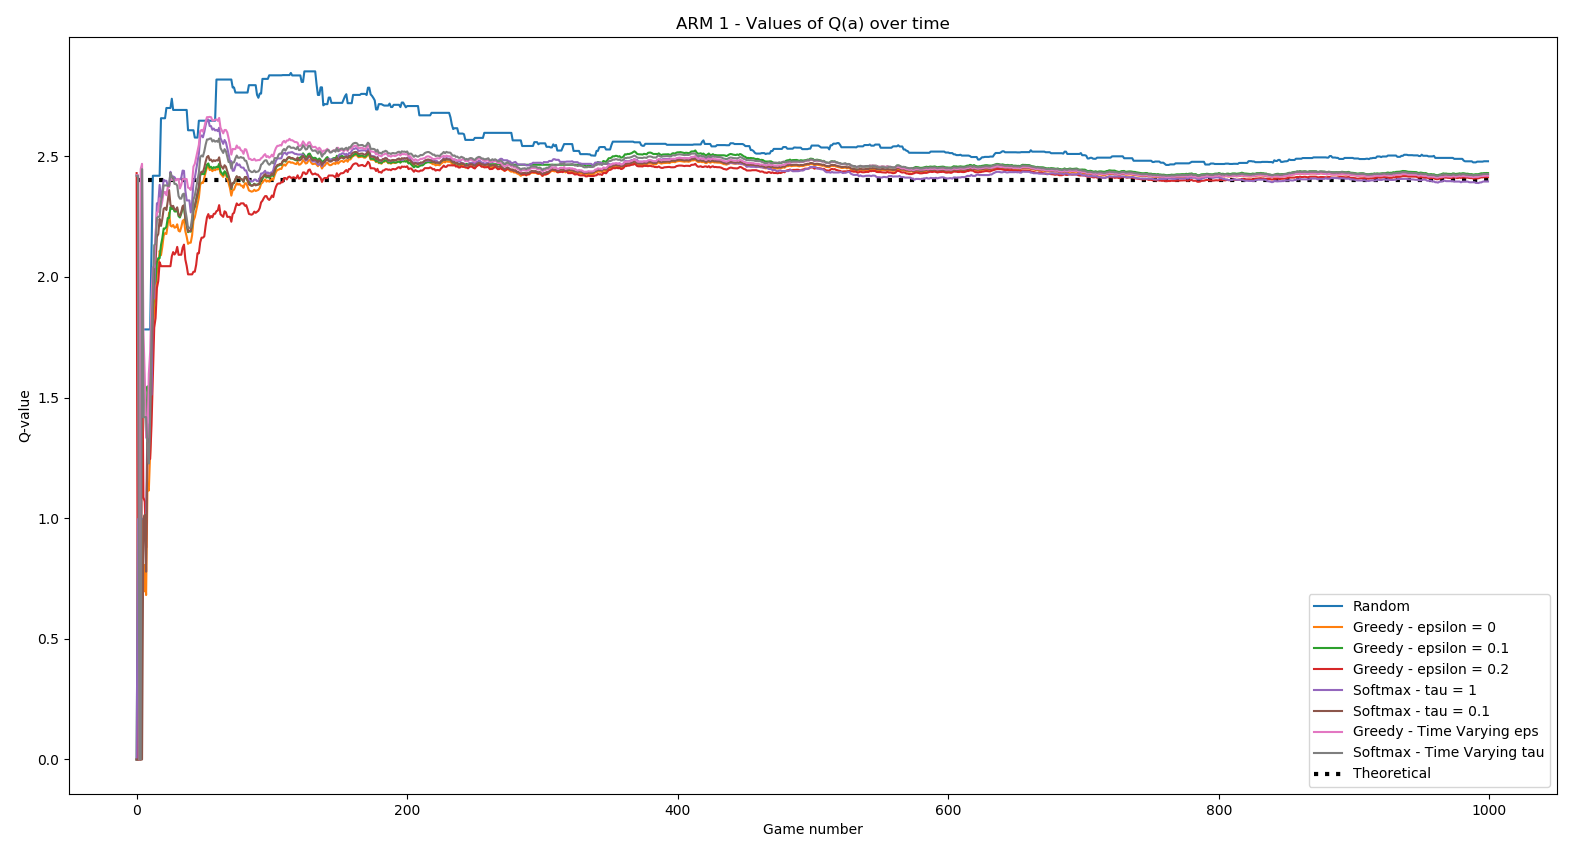 ARM 1 - Values of Q(a) over time
Q-value
2.5
2.0
1.5
1.0
0.5
0.0
0
200
400
600
800
1000
Game number
Random
Greedy - epsilon = 0
Greedy - epsilon = 0.1
Greedy - epsilon = 0.2
Softmax - tau = 1
Softmax - tau = 0.1
Greedy - Time Varying eps
Softmax - Time Varying tau
Theoretical